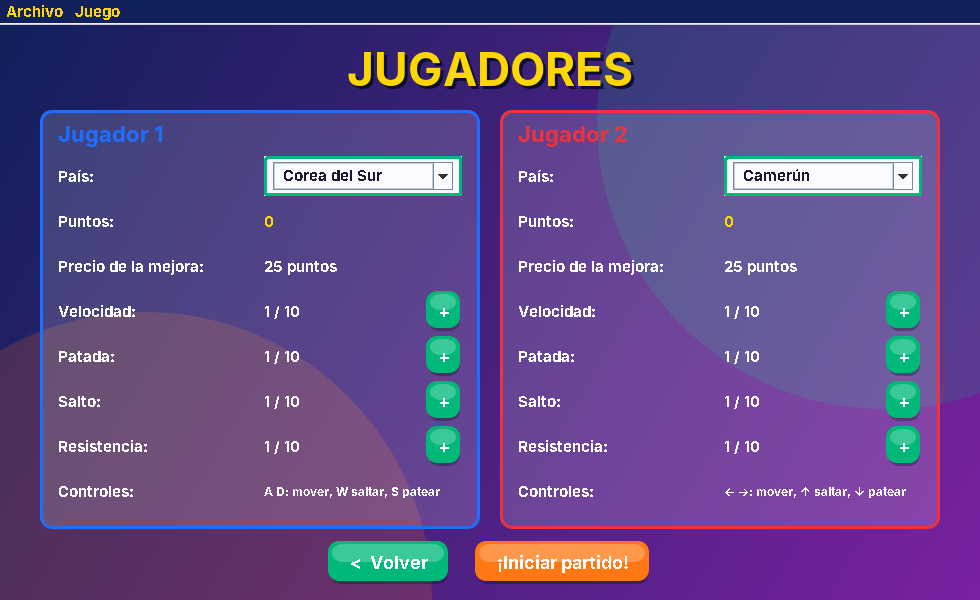 Archivo Juego
JUGADORES
Jugador 1
País: Corea del Sur
Puntos: 0
Precio de la mejora: 25 puntos
Velocidad: 1 / 10 +
Patada: 1 / 10 +
Salto: 1 / 10 +
Resistencia: 1 / 10 +
Controles: A D: mover, W saltar, S patear
Jugador 2
País: Camerún
Puntos: 0
Precio de la mejora: 25 puntos
Velocidad: 1 / 10 +
Patada: 1 / 10 +
Salto: 1 / 10 +
Resistencia: 1 / 10 +
Controles: ← →: mover, ↑ saltar, ↓ patear
< Volver
¡Iniciar partido!